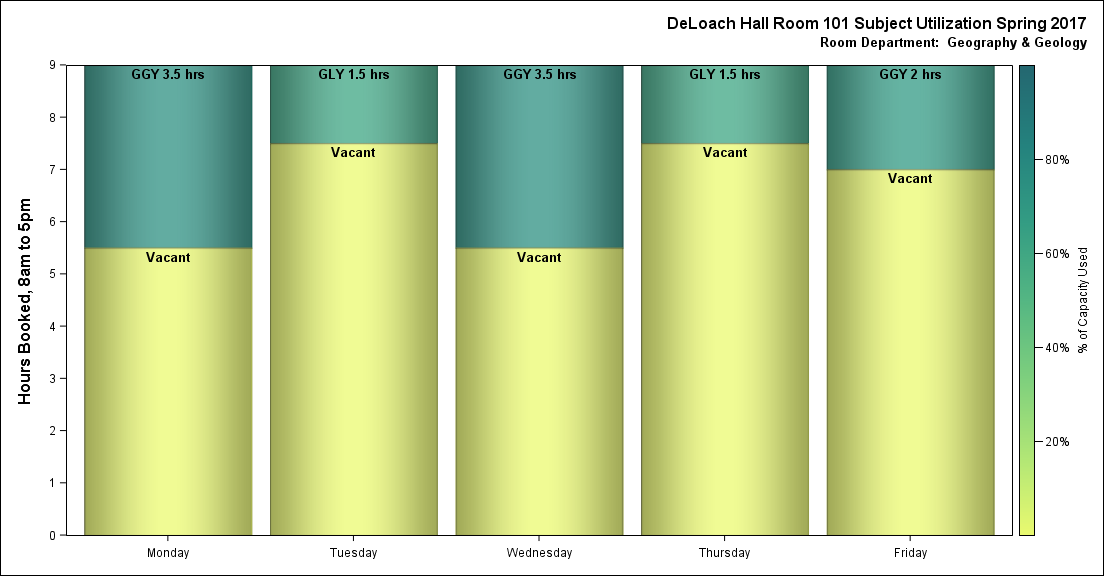 DeLoach Hall Room 101 Subject Utilization Spring 2017
Room Department: Geography & Geology
Hours Booked, 8am to 5pm
9
8
7
6
5
4
3
2
1
0
GGY 3.5 hrs
Vacant
GLY 1.5 hrs
Vacant
GGY 3.5 hrs
Vacant
GLY 1.5 hrs
Vacant
GGY 2 hrs
Vacant
Monday
Tuesday
Wednesday
Thursday
Friday
80%
60%
40%
20%
% of Capacity Used